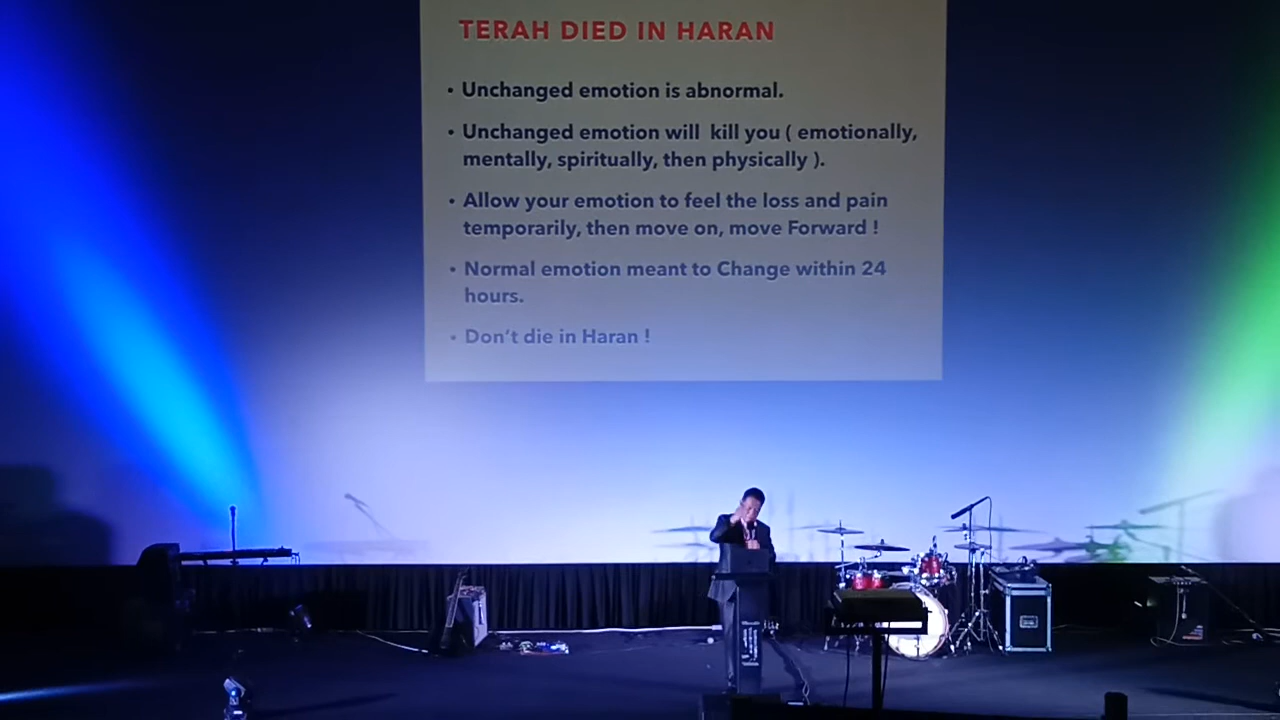 TERAH DIED IN HARAN
• Unchanged emotion is abnormal.
• Unchanged emotion will kill you ( emotionally,
mentally, spiritually, then physically ).
• Allow your emotion to feel the loss and pain
temporarily, then move on, move Forward !
• Normal emotion meant to Change within 24
hours.
• Don't die in Haran !